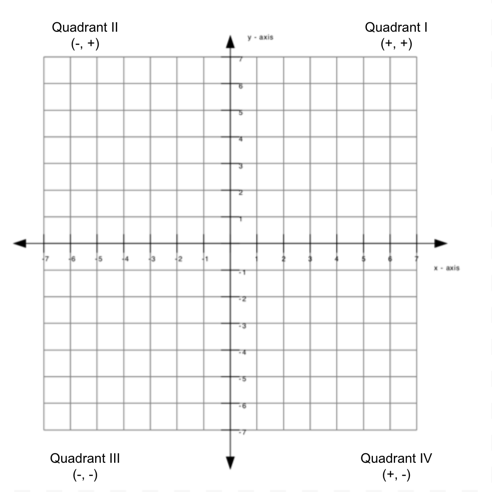 Quadrant II
(-, +)
y - axis
Quadrant I
(+, +)
7
6
5
4
3
2
1
-7 -6 -5 -4 -3 -2 -1 1 2 3 4 5 6 7
x - axis
-1
-2
-3
-4
-5
-6
-7
Quadrant III
(-, -)
Quadrant IV
(+, -)